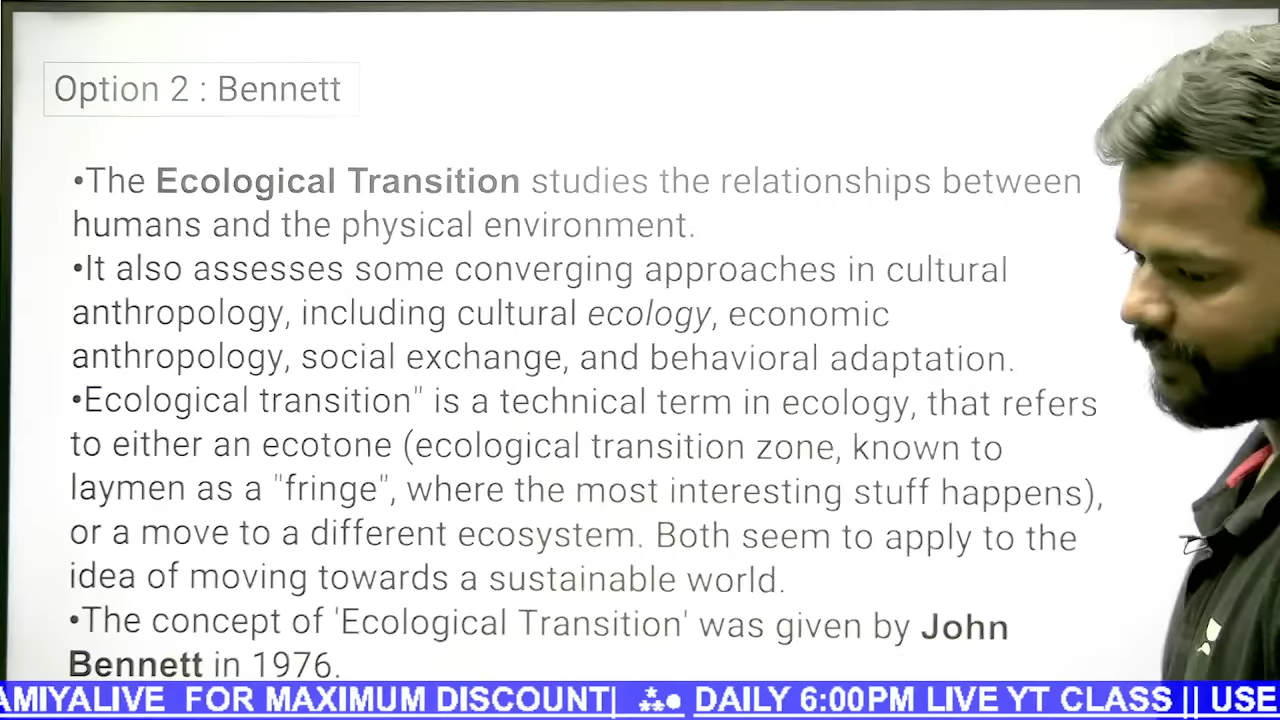 Option 2 : Bennett
•The Ecological Transition studies the relationships between
humans and the physical environment.
•It also assesses some converging approaches in cultural
anthropology, including cultural ecology, economic
anthropology, social exchange, and behavioral adaptation.
•Ecological transition" is a technical term in ecology, that refers
to either an ecotone (ecological transition zone, known to
laymen as a "fringe", where the most interesting stuff happens),
or a move to a different ecosystem. Both seem to apply to the
idea of moving towards a sustainable world.
•The concept of 'Ecological Transition' was given by John
Bennett in 1976.
AMIYALIVE FOR MAXIMUM DISCOUNT| DAILY 6:00PM LIVE YT CLASS || USE